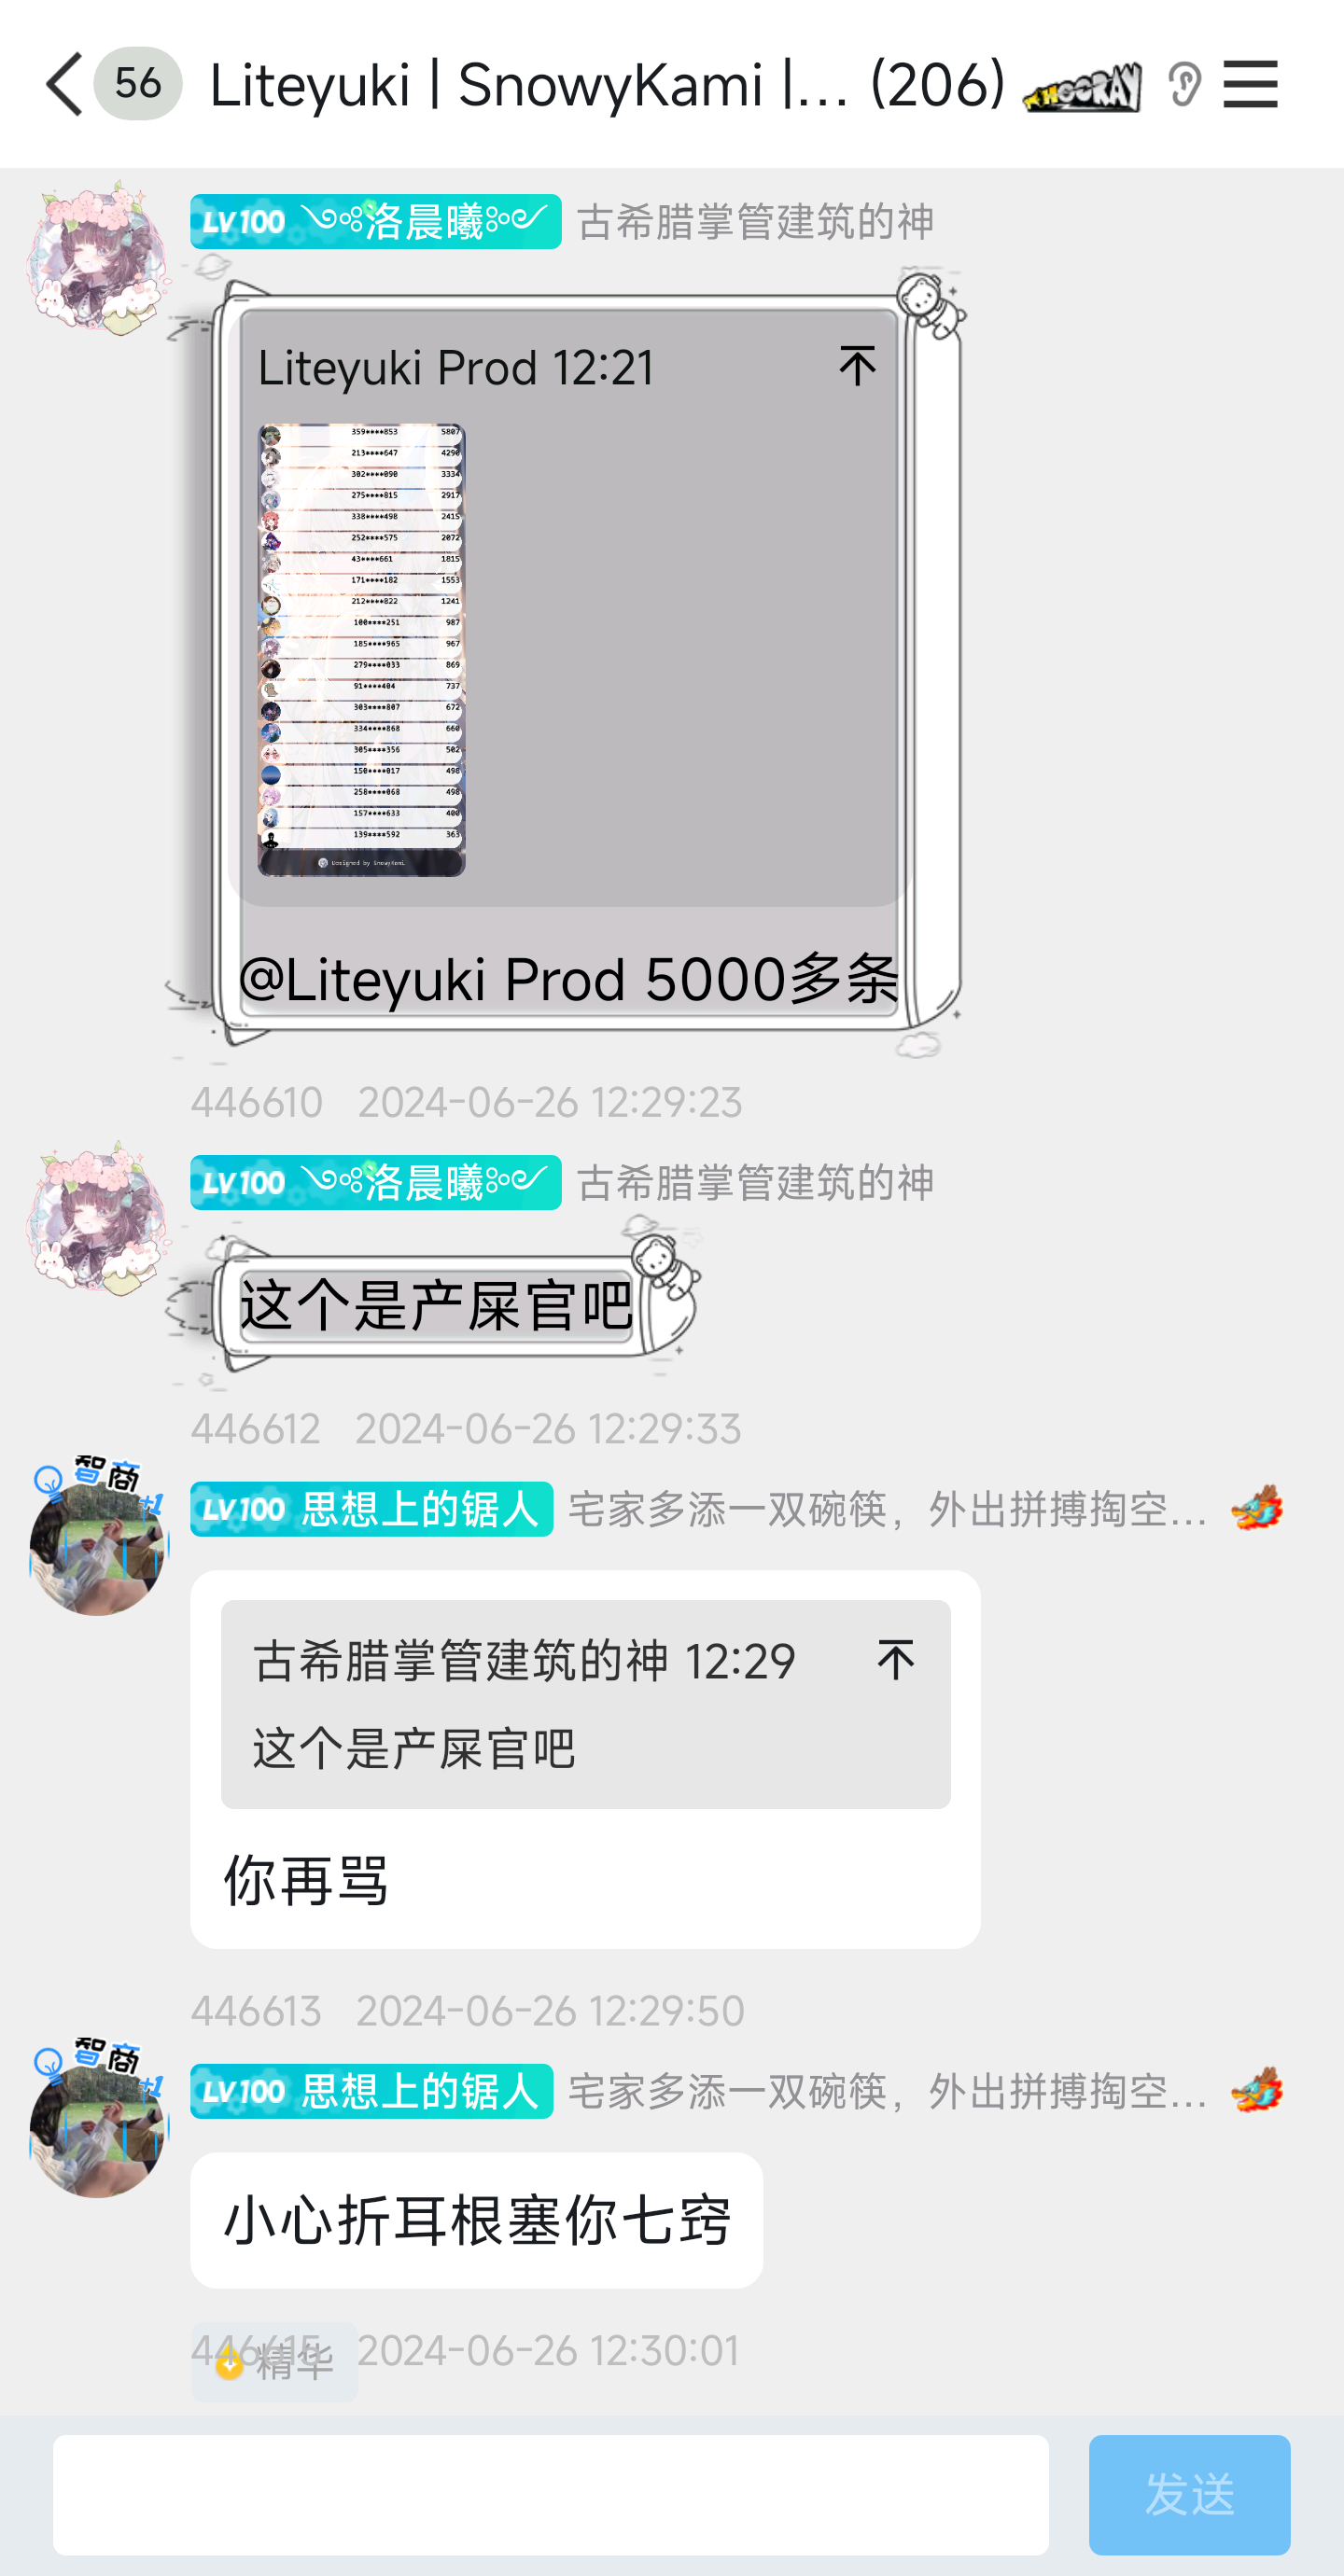 56 Liteyuki | SnowyKami |... (206) HOORAY
LV100 洛晨曦 古希腊掌管建筑的神
Liteyuki Prod 12:21
359****853 5807
213****647 4290
302****090 3334
275****815 2917
338****498 2415
252****575 2072
43****661 1815
171****182 1553
212****822 1241
100****251 987
185****965 967
279****033 869
91****404 737
303****807 672
334****868 660
305****356 502
150****017 498
258****068 498
157****633 400
139****592 363
Designed by SnowyKami
@Liteyuki Prod 5000多条
446610 2024-06-26 12:29:23
LV100 洛晨曦 古希腊掌管建筑的神
这个是产屎官吧
446612 2024-06-26 12:29:33
智商+1
LV100 思想上的锯人 宅家多添一双碗筷，外出拼搏掏空...
古希腊掌管建筑的神 12:29
这个是产屎官吧
你再骂
446613 2024-06-26 12:29:50
智商+1
LV100 思想上的锯人 宅家多添一双碗筷，外出拼搏掏空...
小心折耳根塞你七窍
446615 2024-06-26 12:30:01
精华
发送